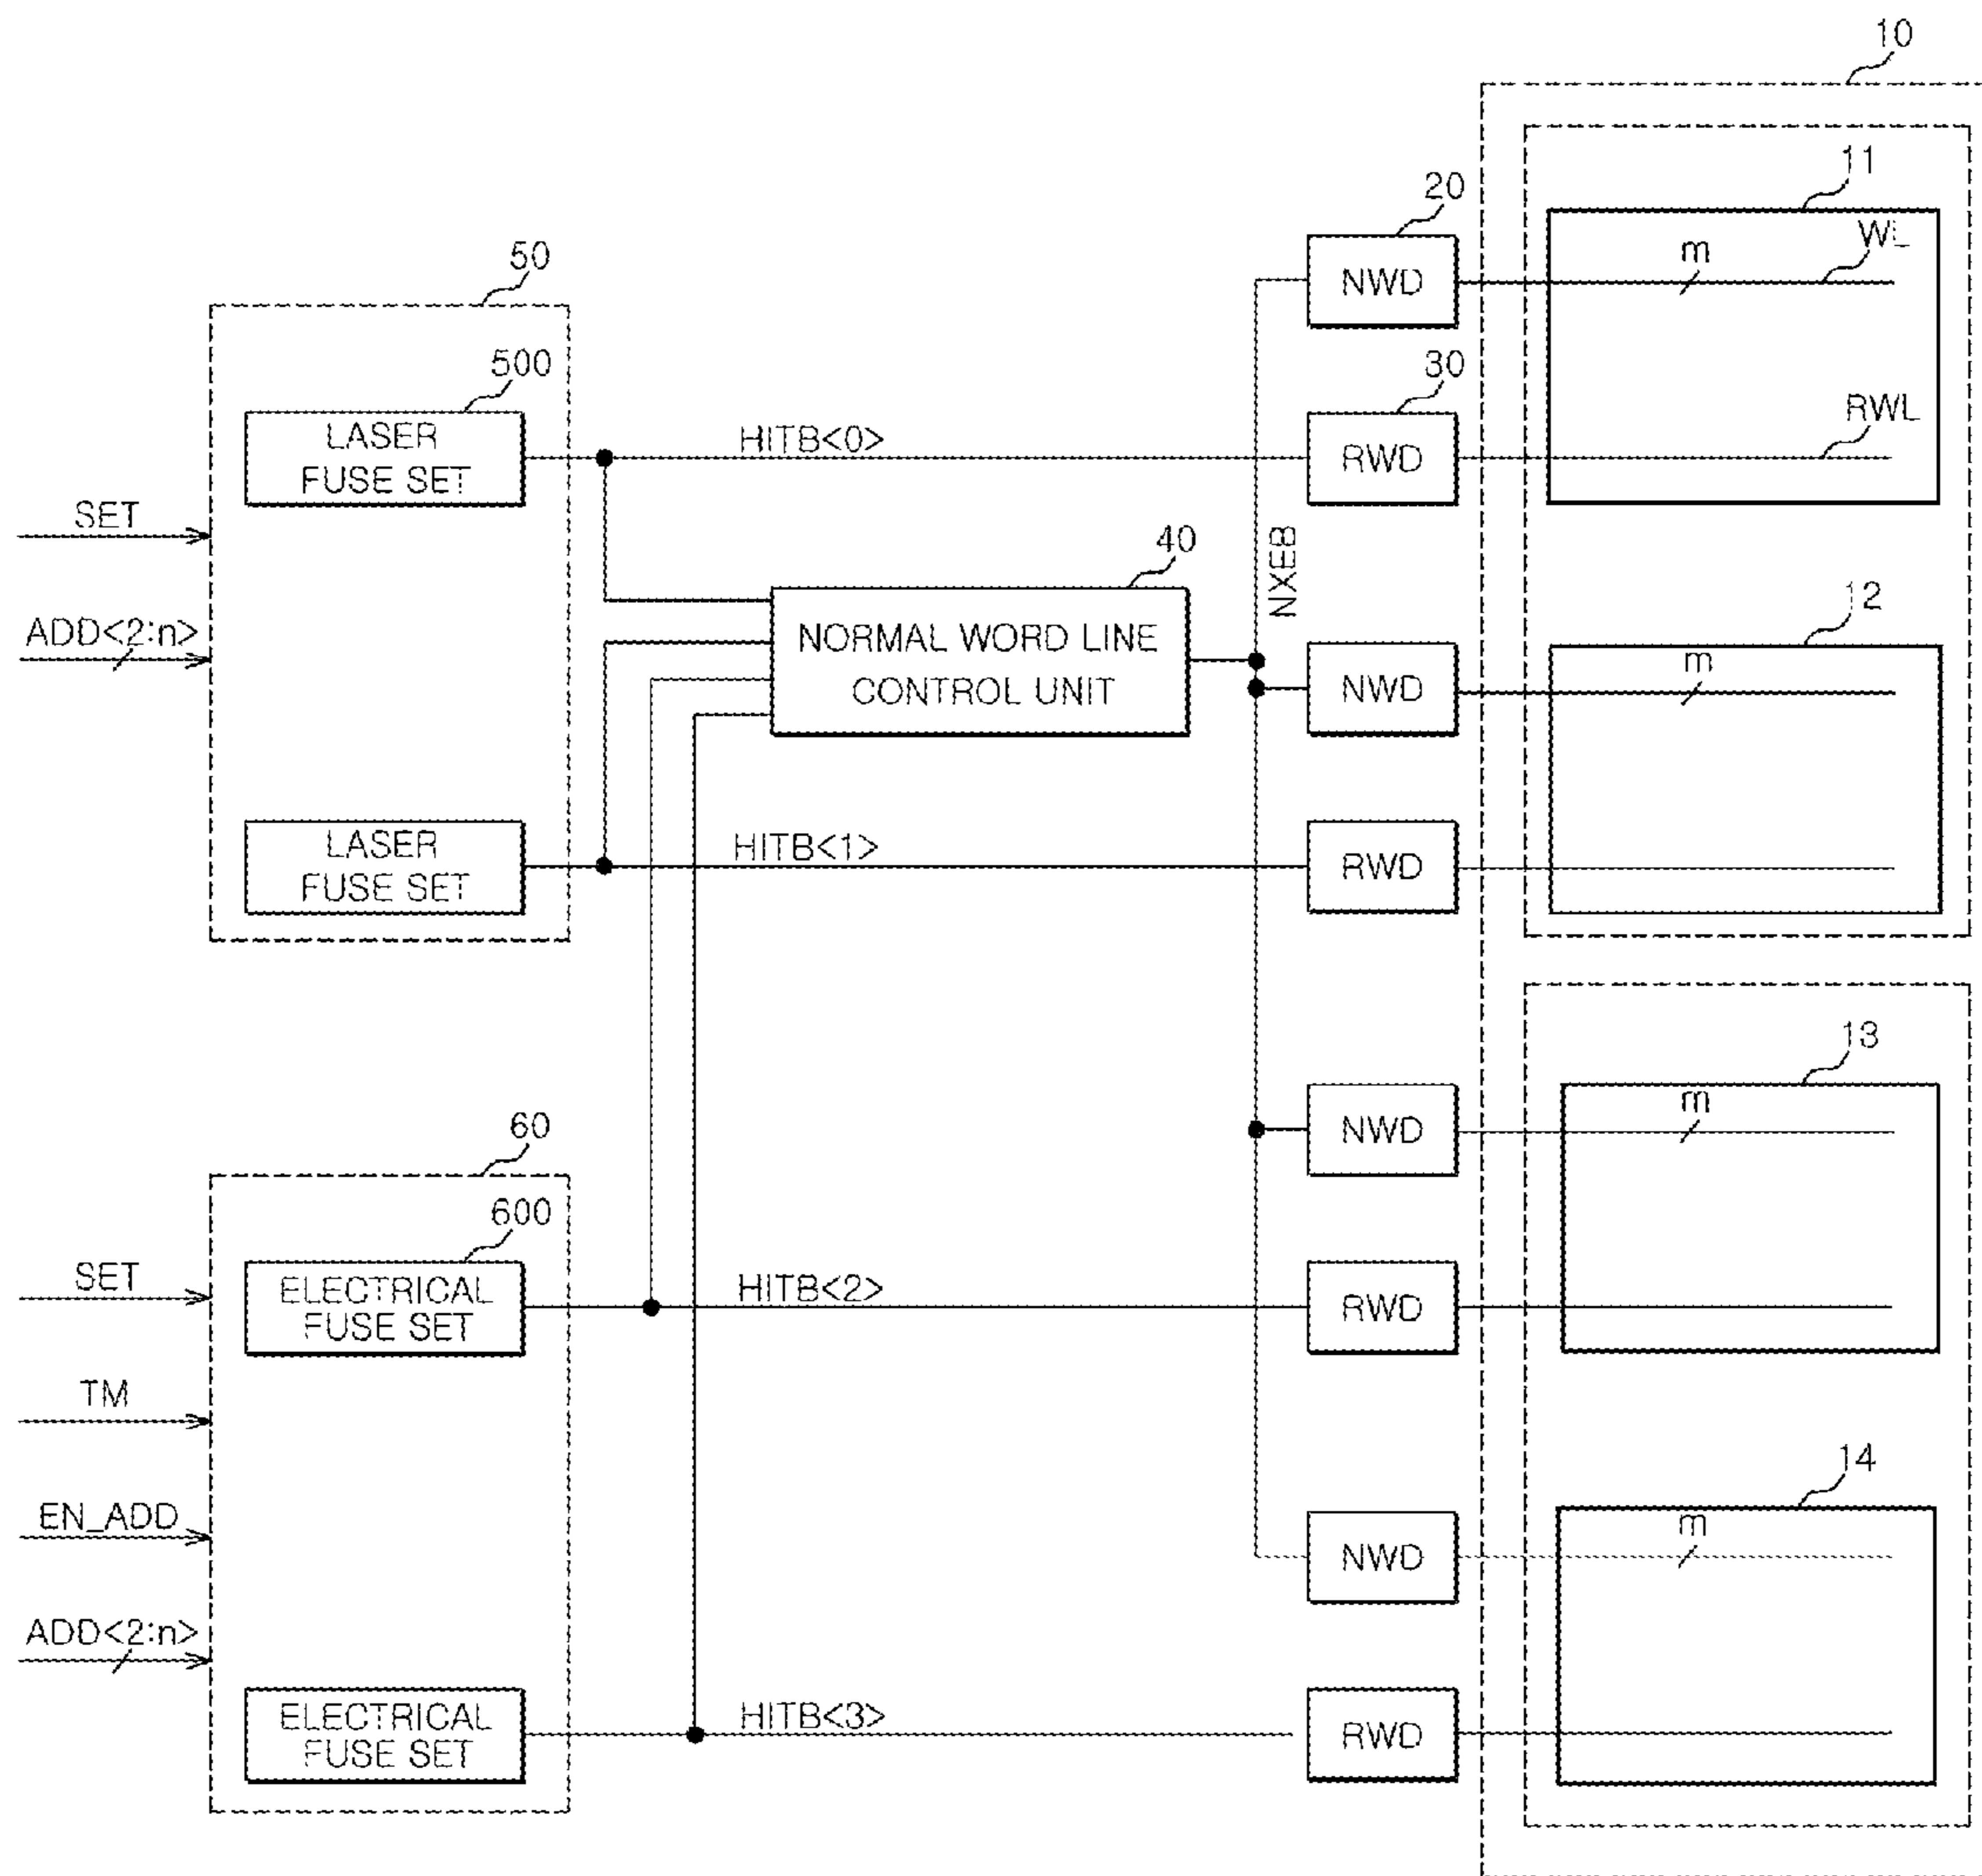 10
11
20
WL
m
NWD
50
500
30
LASER
FUSE SET
HITB<0>
RWD
RWL
SET
40
NXEB
12
ADD<2:n>
NORMAL WORD LINE
CONTROL UNIT
NWD
m
LASER
FUSE SET
HITB<1>
RWD
13
60
NWD
m
600
SET
ELECTRICAL
FUSE SET
HITB<2>
RWD
TM
14
EN_ADD
NWD
m
ADD<2:n>
ELECTRICAL
FUSE SET
HITB<3>
RWD